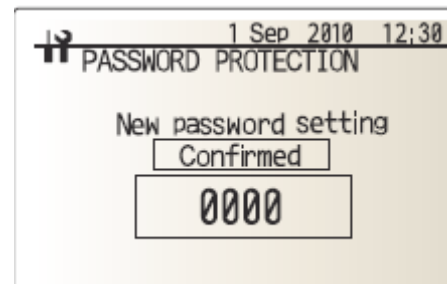 1 Sep 2010 12:30
PASSWORD PROTECTION
New password setting
Confirmed
0000